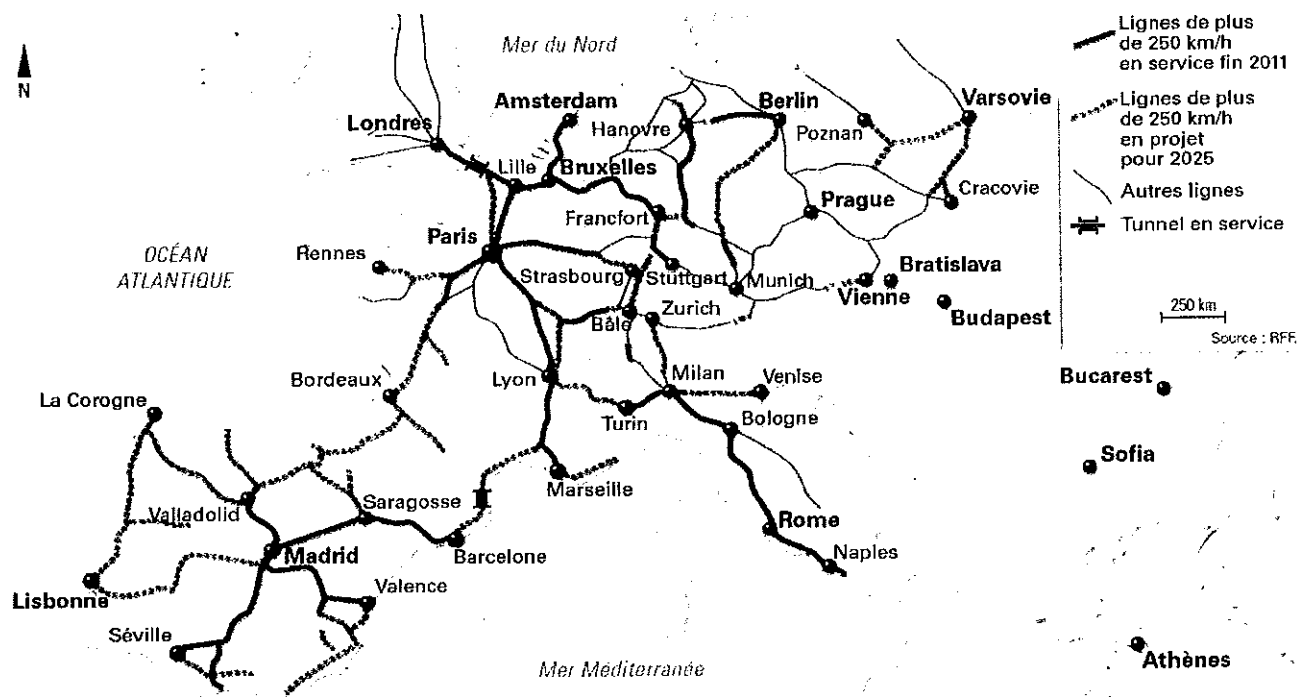 Lignes de plus
de 250 km/h
en service fin 2011
Lignes de plus
de 250 km/h
en projet
pour 2025
Autres lignes
Tunnel en service
250 km
Source : RFF.
N
Mer du Nord
Amsterdam
Londres
Hanovre
Berlin
Poznan
Varsovie
Lille
Bruxelles
Francfort
Prague
Cracovie
OCÉAN
ATLANTIQUE
Rennes
Paris
Strasbourg
Stuttgart
Munich
Vienne
Bratislava
Budapest
Bâle
Zurich
Bordeaux
Lyon
Milan
Venise
Turin
Bologne
Bucarest
Sofia
La Corogne
Valladolid
Saragosse
Marseille
Madrid
Barcelone
Rome
Naples
Lisbonne
Valence
Séville
Mer Méditerranée
Athènes